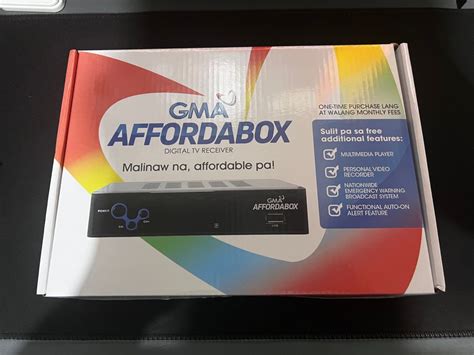 GMA
AFFORDABOX
DIGITAL TV RECEIVER
Malinaw na, affordable pa!
ONE-TIME PURCHASE LANG
AT WALANG MONTHLY FEES
Sulit pa sa free
additional features:
MULTIMEDIA PLAYER
PERSONAL VIDEO
RECORDER
NATIONWIDE
EMERGENCY WARNING
BROADCAST SYSTEM
FUNCTIONAL AUTO-ON
ALERT FEATURE
GMA
AFFORDABOX
POWER